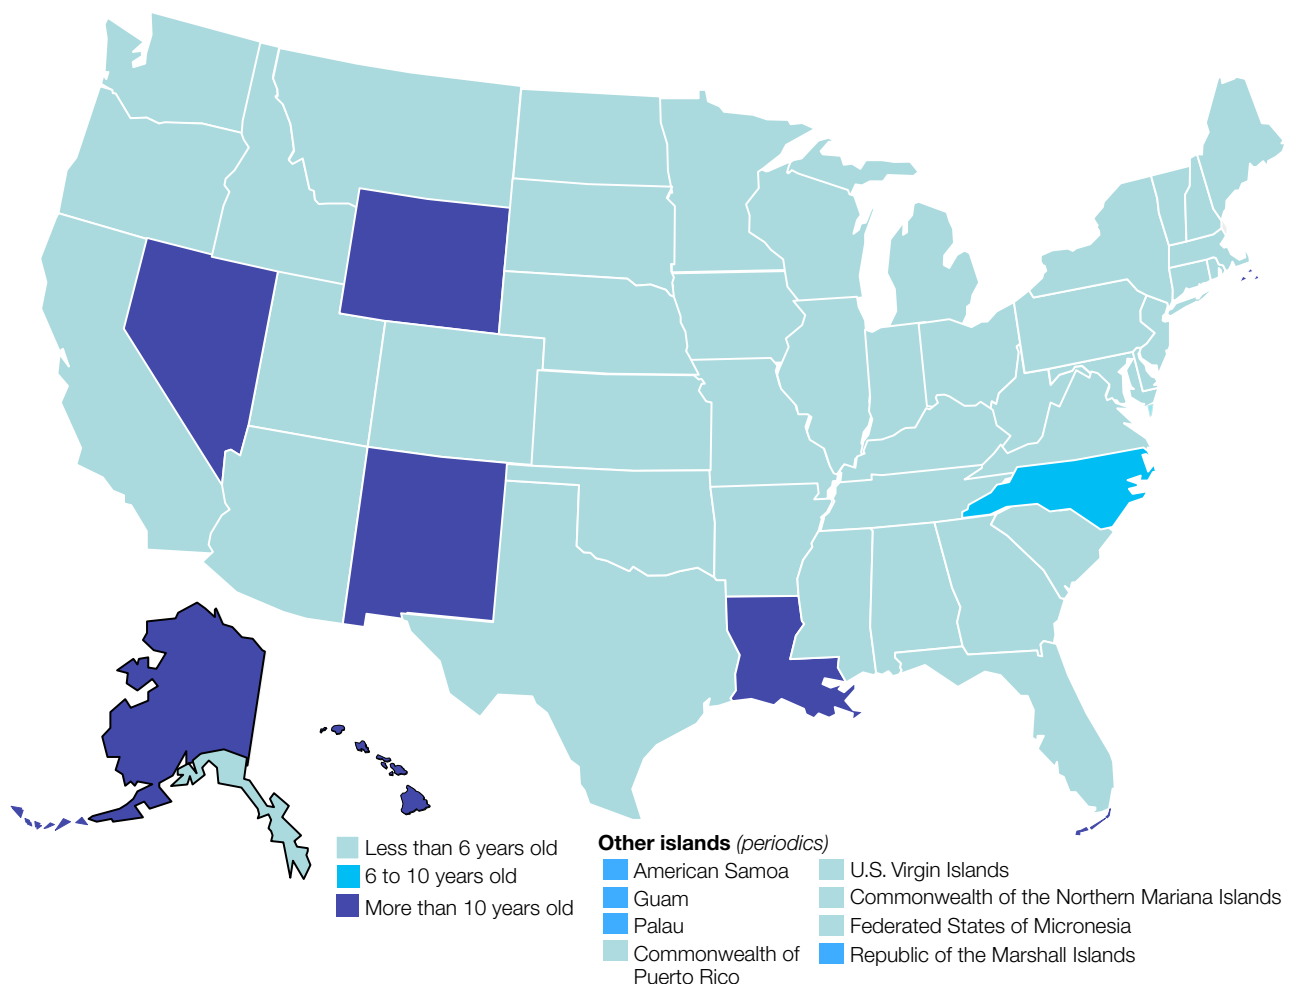 Less than 6 years old
6 to 10 years old
More than 10 years old
Other islands (periodics)
American Samoa
Guam
Palau
Commonwealth of
Puerto Rico
U.S. Virgin Islands
Commonwealth of the Northern Mariana Islands
Federated States of Micronesia
Republic of the Marshall Islands